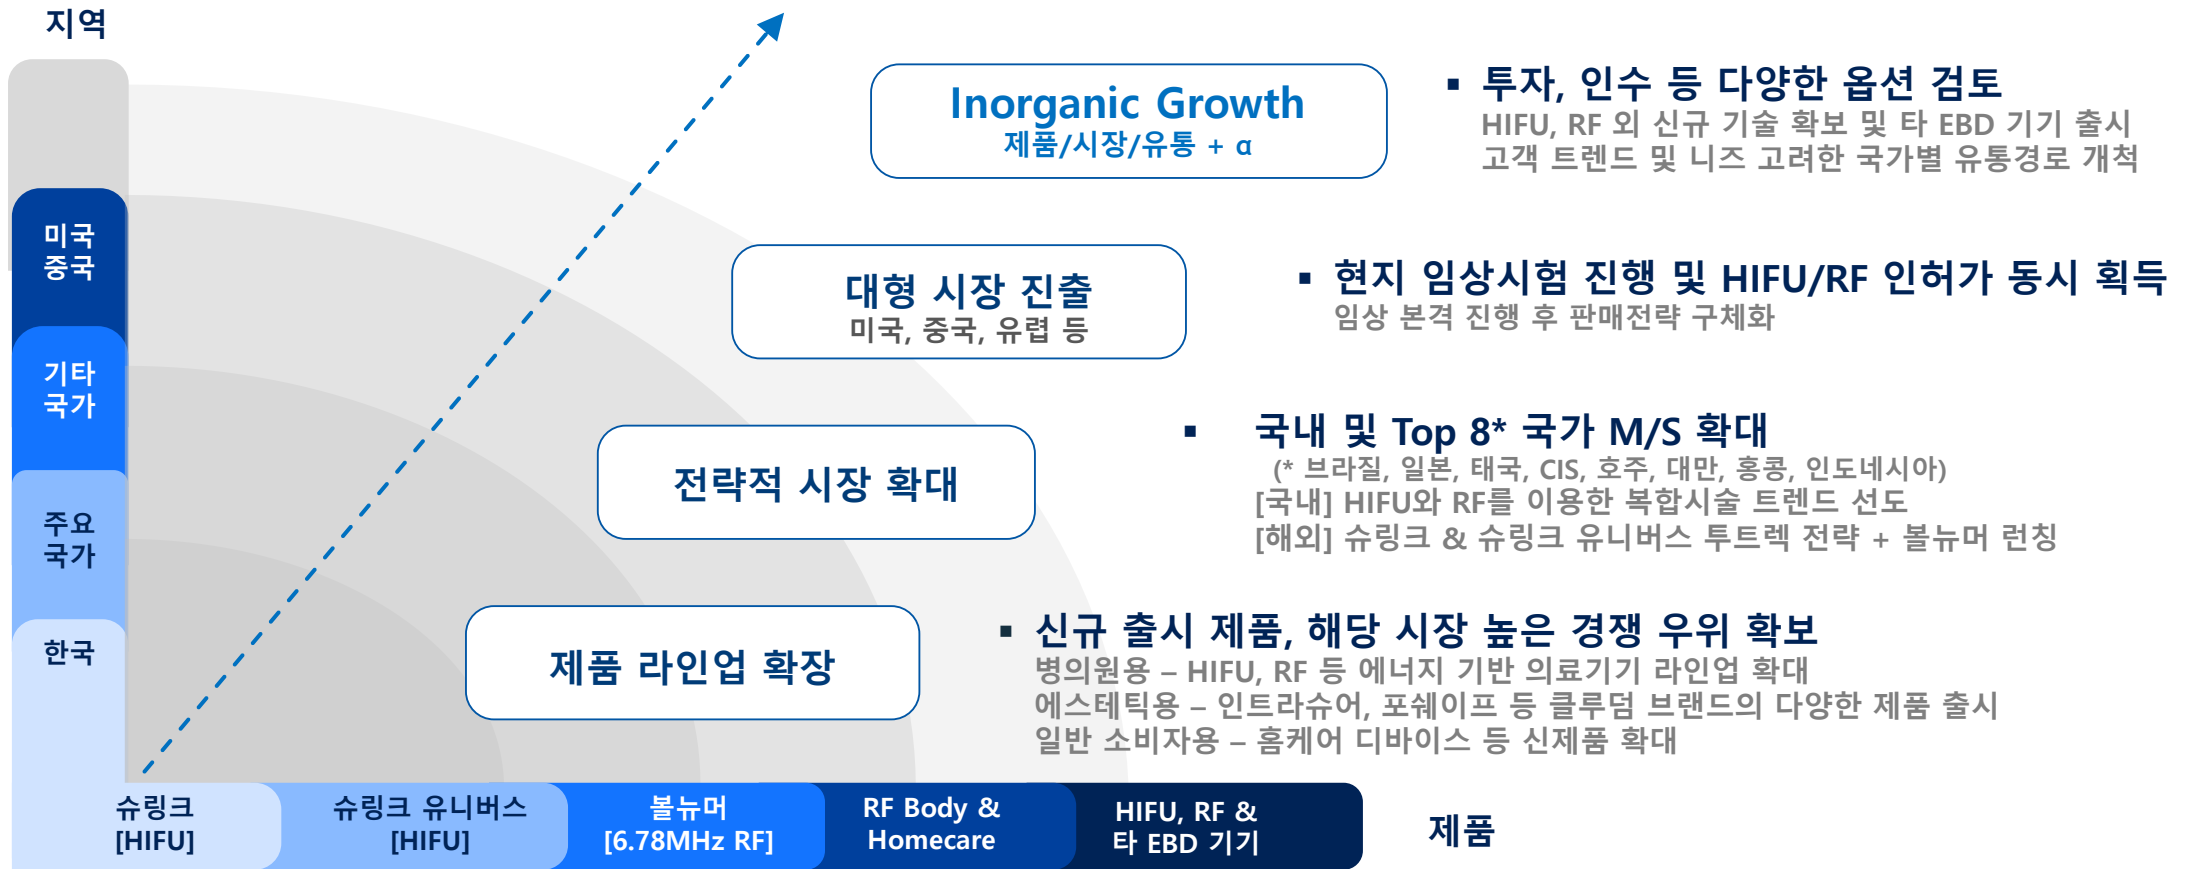 지역
Inorganic Growth
제품/시장/유통 + α
▪ 투자, 인수 등 다양한 옵션 검토
HIFU, RF 외 신규 기술 확보 및 타 EBD 기기 출시
고객 트렌드 및 니즈 고려한 국가별 유통경로 개척
미국
중국
대형 시장 진출
미국, 중국, 유렵 등
▪ 현지 임상시험 진행 및 HIFU/RF 인허가 동시 획득
임상 본격 진행 후 판매전략 구체화
기타
국가
전략적 시장 확대
▪ 국내 및 Top 8* 국가 M/S 확대
(* 브라질, 일본, 태국, CIS, 호주, 대만, 홍콩, 인도네시아)
[국내] HIFU와 RF를 이용한 복합시술 트렌드 선도
[해외] 슈링크 & 슈링크 유니버스 투트렉 전략 + 볼뉴머 런칭
주요
국가
한국
제품 라인업 확장
▪ 신규 출시 제품, 해당 시장 높은 경쟁 우위 확보
병의원용 – HIFU, RF 등 에너지 기반 의료기기 라인업 확대
에스테틱용 – 인트라슈어, 포쉐이프 등 클루덤 브랜드의 다양한 제품 출시
일반 소비자용 – 홈케어 디바이스 등 신제품 확대
슈링크
[HIFU]
슈링크 유니버스
[HIFU]
볼뉴머
[6.78MHz RF]
RF Body &
Homecare
HIFU, RF &
타 EBD 기기
제품